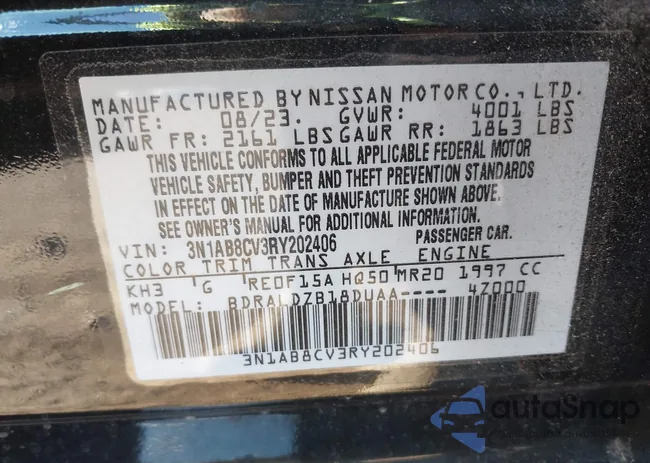 MANUFACTURED BY NISSAN MOTOR CO., LTD.
DATE: 08/23. GVWR: 4001 LBS
GAWR FR: 2161 LBS GAWR RR: 1863 LBS
THIS VEHICLE CONFORMS TO ALL APPLICABLE FEDERAL MOTOR
VEHICLE SAFETY, BUMPER AND THEFT PREVENTION STANDARDS
IN EFFECT ON THE DATE OF MANUFACTURE SHOWN ABOVE.
SEE OWNER'S MANUAL FOR ADDITIONAL INFORMATION.
VIN: 3N1AB8CV3RY202406 PASSENGER CAR.
COLOR TRIM TRANS AXLE ENGINE
KH3 G RE0F15A HQ50 MR20 1997 CC
MODEL: BDRALDZB18DUAA---- 4Z000
3N1AB8CV3RY202406
autoSnap